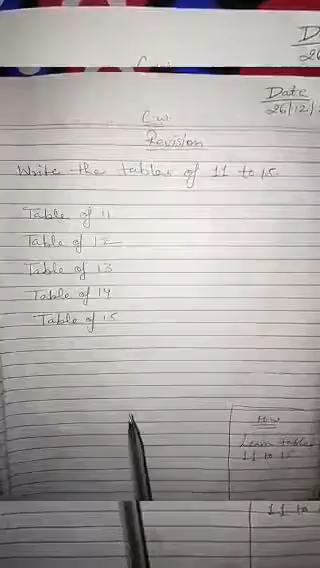 Date
26/12/
C.w
Revision
Write the tables of 11 to 15.
Table of 11
Table of 12
Table of 13
Table of 14
Table of 15
H.w
Learn tables
11 to 15